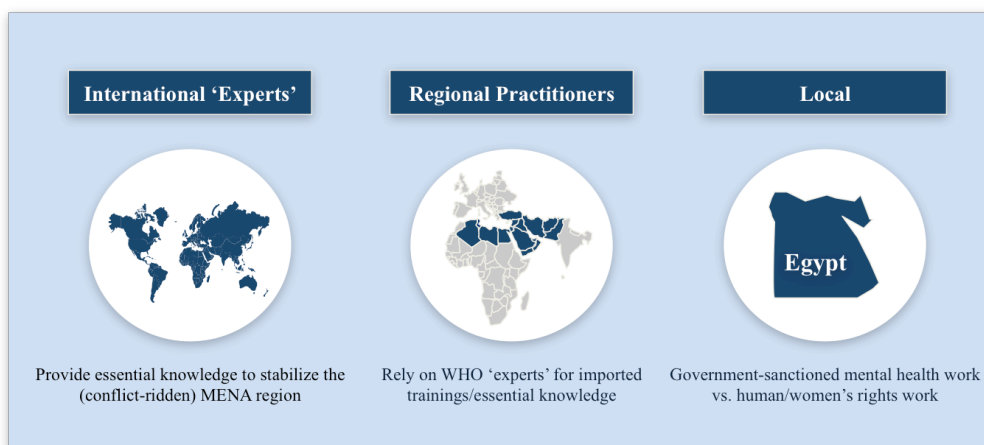 International ‘Experts’
Regional Practitioners
Local
Egypt
Provide essential knowledge to stabilize the
(conflict-ridden) MENA region
Rely on WHO ‘experts’ for imported
trainings/essential knowledge
Government-sanctioned mental health work
vs. human/women’s rights work